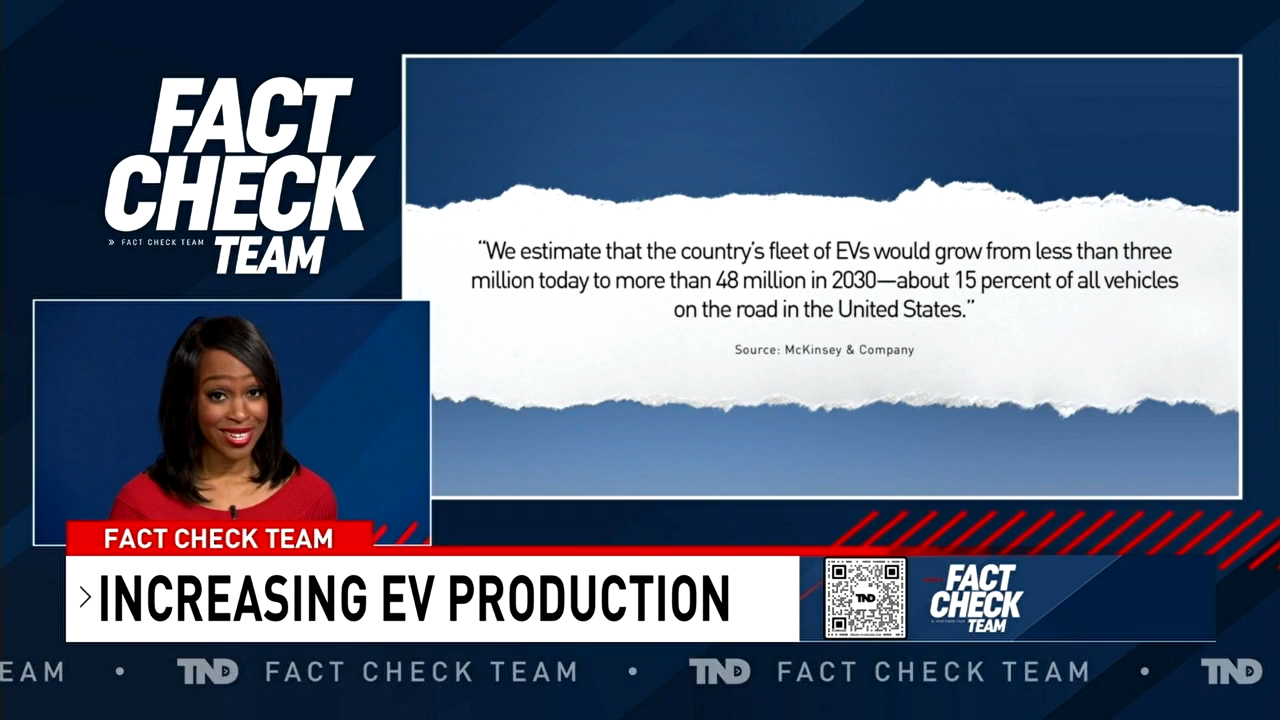 FACT
CHECK
» FACT CHECK TEAM
TEAM
“We estimate that the country’s fleet of EVs would grow from less than three
million today to more than 48 million in 2030—about 15 percent of all vehicles
on the road in the United States.”
Source: McKinsey & Company
FACT CHECK TEAM
INCREASING EV PRODUCTION
TND
FACT
CHECK
TEAM
EAM • TND FACT CHECK TEAM • TND FACT CHECK TEAM • TND